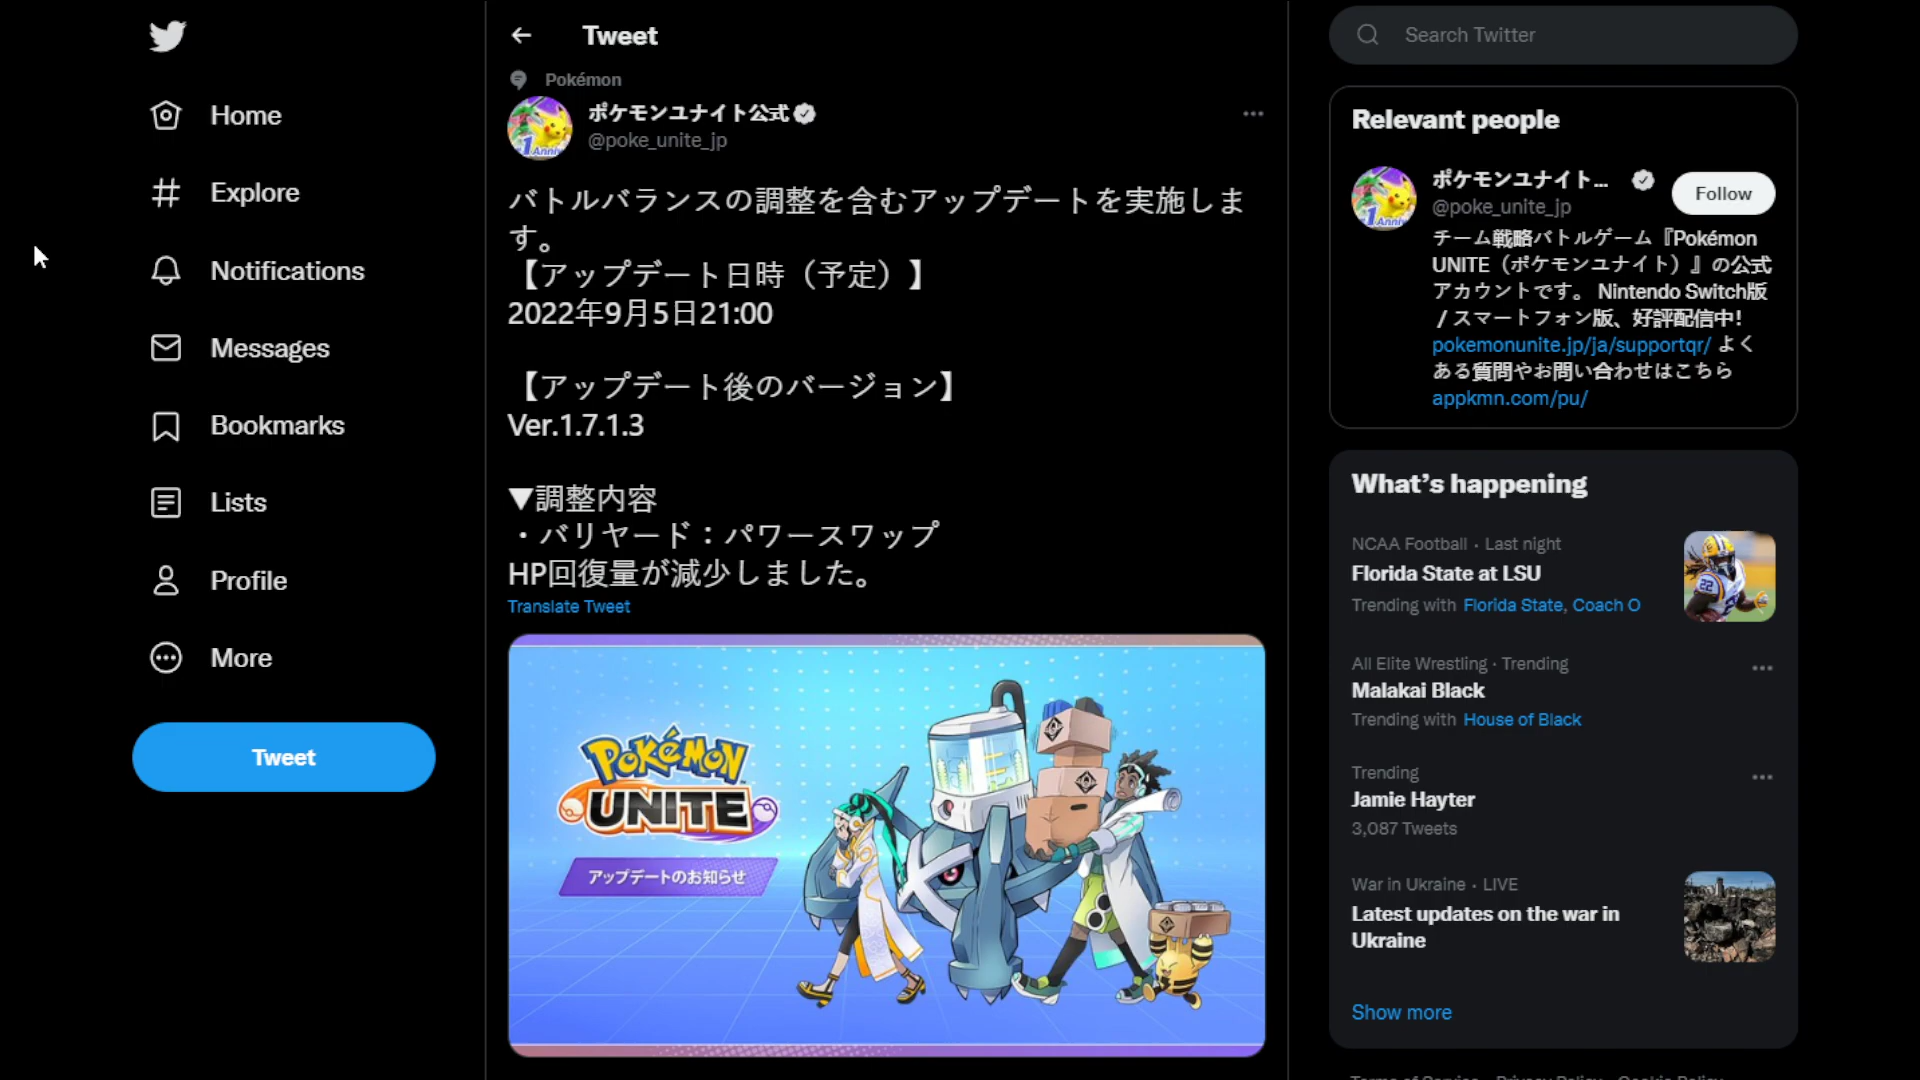 Home
Explore
Notifications
Messages
Bookmarks
Lists
Profile
More
Tweet
Tweet
Pokémon
ポケモンユナイト公式
@poke_unite_jp
バトルバランスの調整を含むアップデートを実施しま
す。
【アップデート日時（予定）】
2022年9月5日21:00
【アップデート後のバージョン】
Ver.1.7.1.3
▼調整内容
・バリヤード：パワースワップ
HP回復量が減少しました。
Translate Tweet
POKéMON
UNITE
アップデートのお知らせ
Search Twitter
Relevant people
ポケモンユナイト...
@poke_unite_jp
Follow
チーム戦略バトルゲーム『Pokémon
UNITE（ポケモンユナイト）』の公式
アカウントです。 Nintendo Switch版
/ スマートフォン版、好評配信中！
pokemonunite.jp/ja/supportqr/ よく
ある質問やお問い合わせはこちら
appkmn.com/pu/
What's happening
NCAA Football · Last night
Florida State at LSU
Trending with Florida State, Coach O
All Elite Wrestling · Trending
Malakai Black
Trending with House of Black
Trending
Jamie Hayter
3,087 Tweets
War in Ukraine · LIVE
Latest updates on the war in
Ukraine
Show more
Terms of Service Privacy Policy Cookie Policy